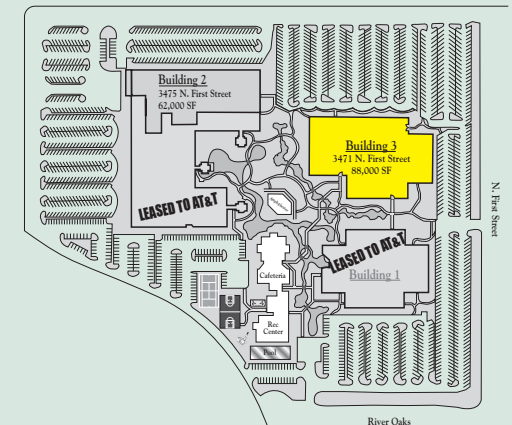 Building 2
3475 N. First Street
62,000 SF
Building 3
3471 N. First Street
88,000 SF
N. First Street
LEASED TO AT&T
LEASED TO AT&T
Building 1
Cafeteria
Rec
Center
Pool
River Oaks